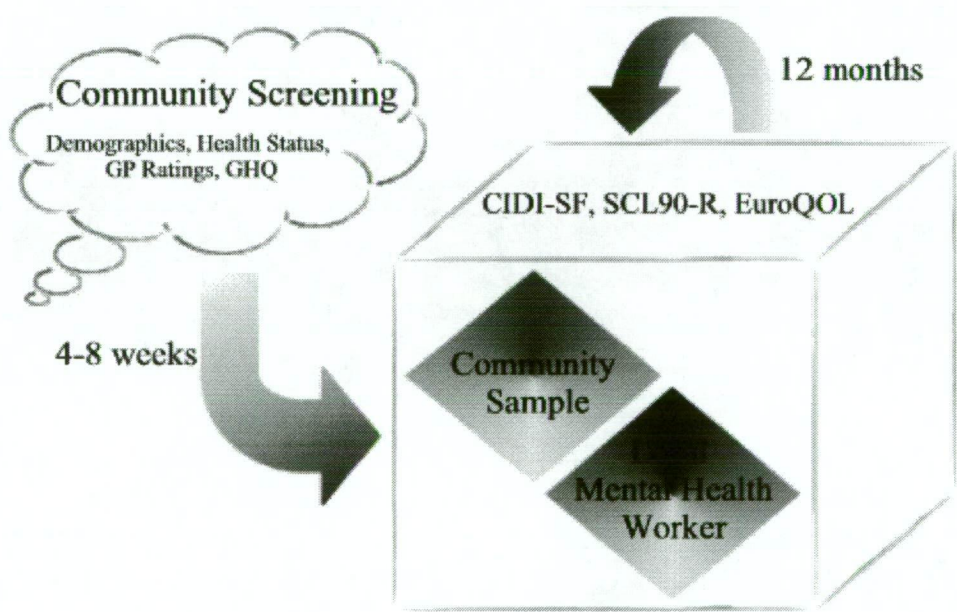 Community Screening
Demographics, Health Status,
GP Ratings, GHQ
12 months
CIDI-SF, SCL90-R, EuroQOL
4-8 weeks
Community
Sample
Mental Health
Worker